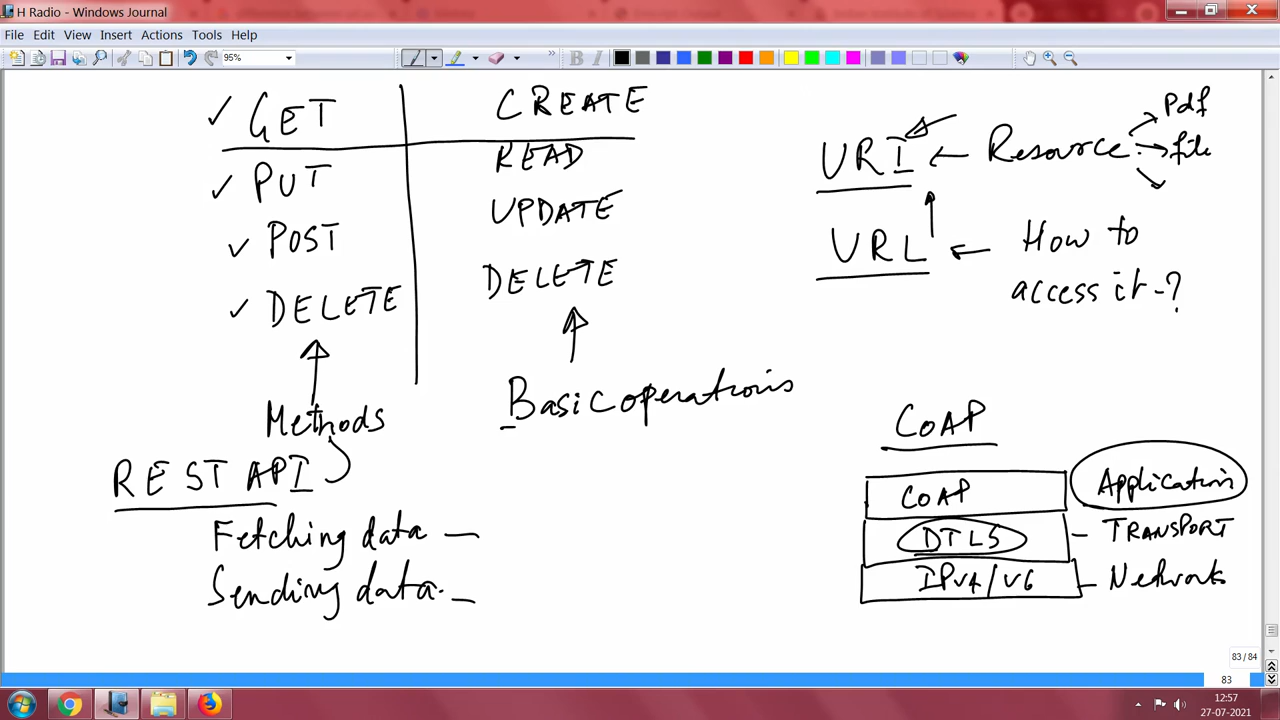 H Radio - Windows Journal
File Edit View Insert Actions Tools Help
95%
GET
PUT
POST
DELETE
Methods
CREATE
READ
UPDATE
DELETE
Basic operations
REST API
Fetching data
Sending data
URI ← Resource
Pdf
file
URL ← How to
access it - ?
CoAP
CoAP Application
DTLS - TRANSPORT
IPv4/V6 - Network
83 / 84
83
12:57
27-07-2021